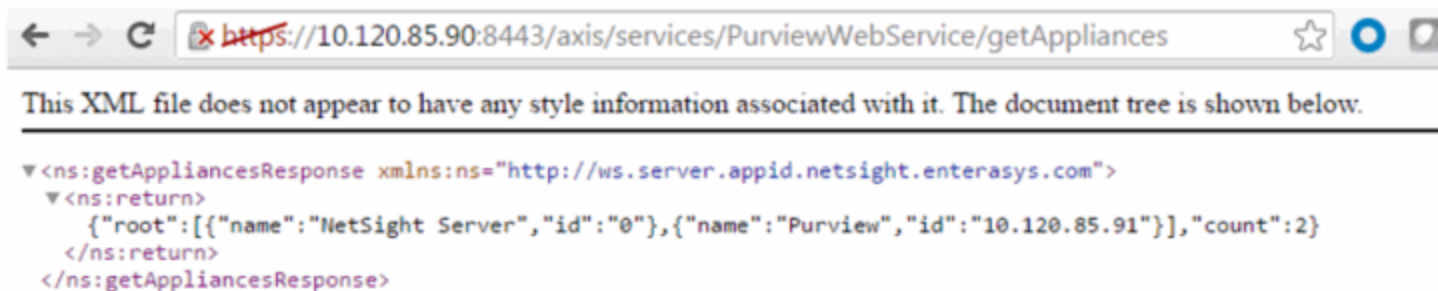 https://10.120.85.90:8443/axis/services/PurviewWebService/getAppliances
This XML file does not appear to have any style information associated with it. The document tree is shown below.
▼<ns:getAppliancesResponse xmlns:ns="http://ws.server.appid.netsight.enterasys.com">
▼<ns:return>
{"root":[{"name":"NetSight Server","id":"0"},{"name":"Purview","id":"10.120.85.91"}],"count":2}
</ns:return>
</ns:getAppliancesResponse>